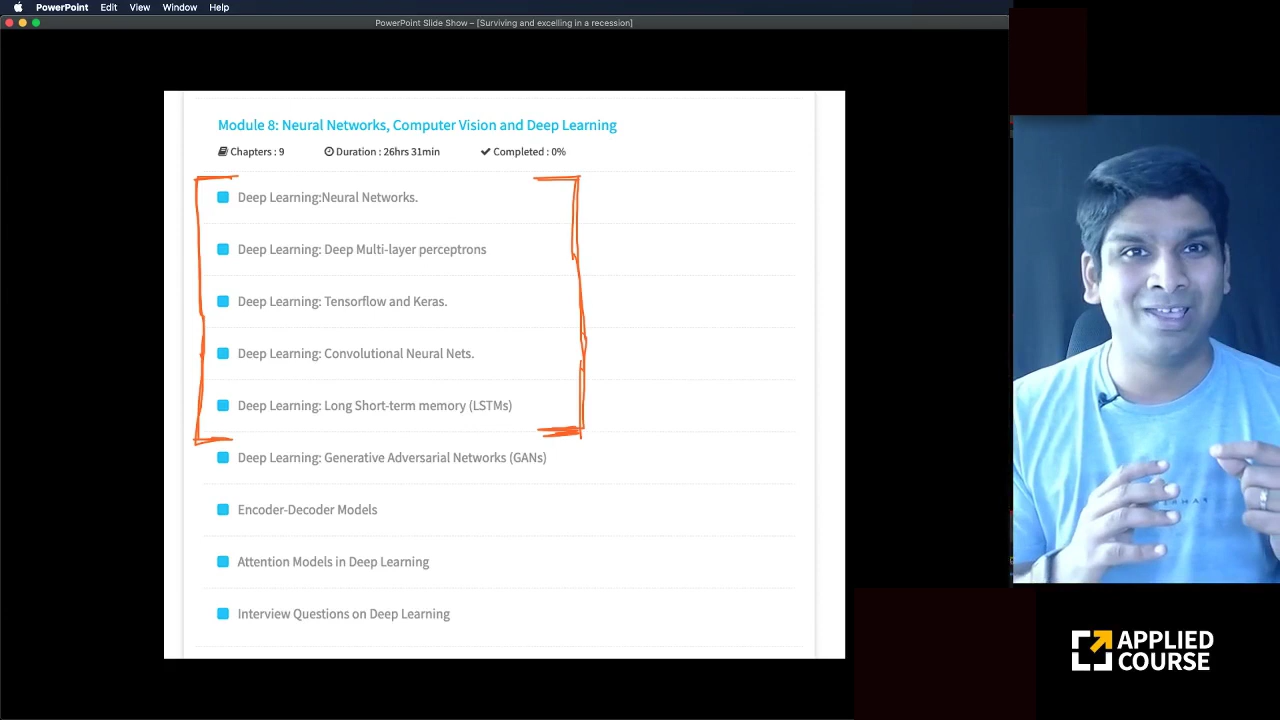 PowerPoint Edit View Window Help
PowerPoint Slide Show – [Surviving and excelling in a recession]
Module 8: Neural Networks, Computer Vision and Deep Learning
Chapters : 9 Duration : 26hrs 31min Completed : 0%
Deep Learning:Neural Networks.
Deep Learning: Deep Multi-layer perceptrons
Deep Learning: Tensorflow and Keras.
Deep Learning: Convolutional Neural Nets.
Deep Learning: Long Short-term memory (LSTMs)
Deep Learning: Generative Adversarial Networks (GANs)
Encoder-Decoder Models
Attention Models in Deep Learning
Interview Questions on Deep Learning
APPLIED
COURSE